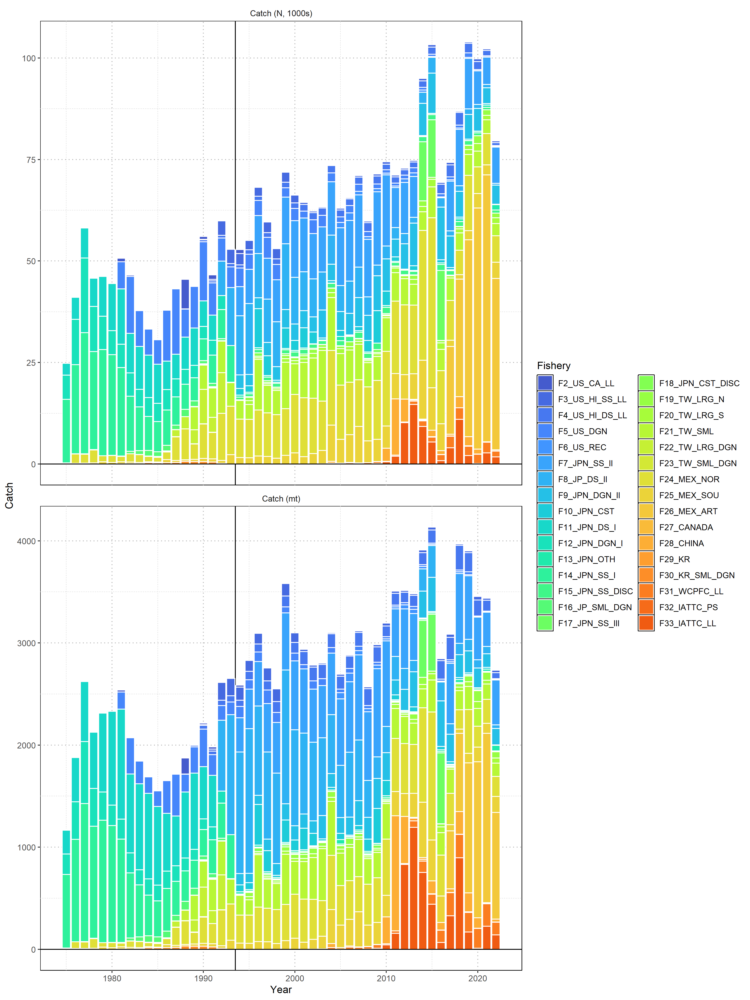 Catch (N, 1000s)
100
75
50
25
0
Catch
Catch (mt)
4000
3000
2000
1000
0
1980 1990 2000 2010 2020
Year
Fishery
F2_US_CA_LL
F3_US_HI_SS_LL
F4_US_HI_DS_LL
F5_US_DGN
F6_US_REC
F7_JPN_SS_II
F8_JP_DS_II
F9_JPN_DGN_II
F10_JPN_CST
F11_JPN_DS_I
F12_JPN_DGN_I
F13_JPN_OTH
F14_JPN_SS_I
F15_JPN_SS_DISC
F16_JP_SML_DGN
F17_JPN_SS_III
F18_JPN_CST_DISC
F19_TW_LRG_N
F20_TW_LRG_S
F21_TW_SML
F22_TW_LRG_DGN
F23_TW_SML_DGN
F24_MEX_NOR
F25_MEX_SOU
F26_MEX_ART
F27_CANADA
F28_CHINA
F29_KR
F30_KR_SML_DGN
F31_WCPFC_LL
F32_IATTC_PS
F33_IATTC_LL